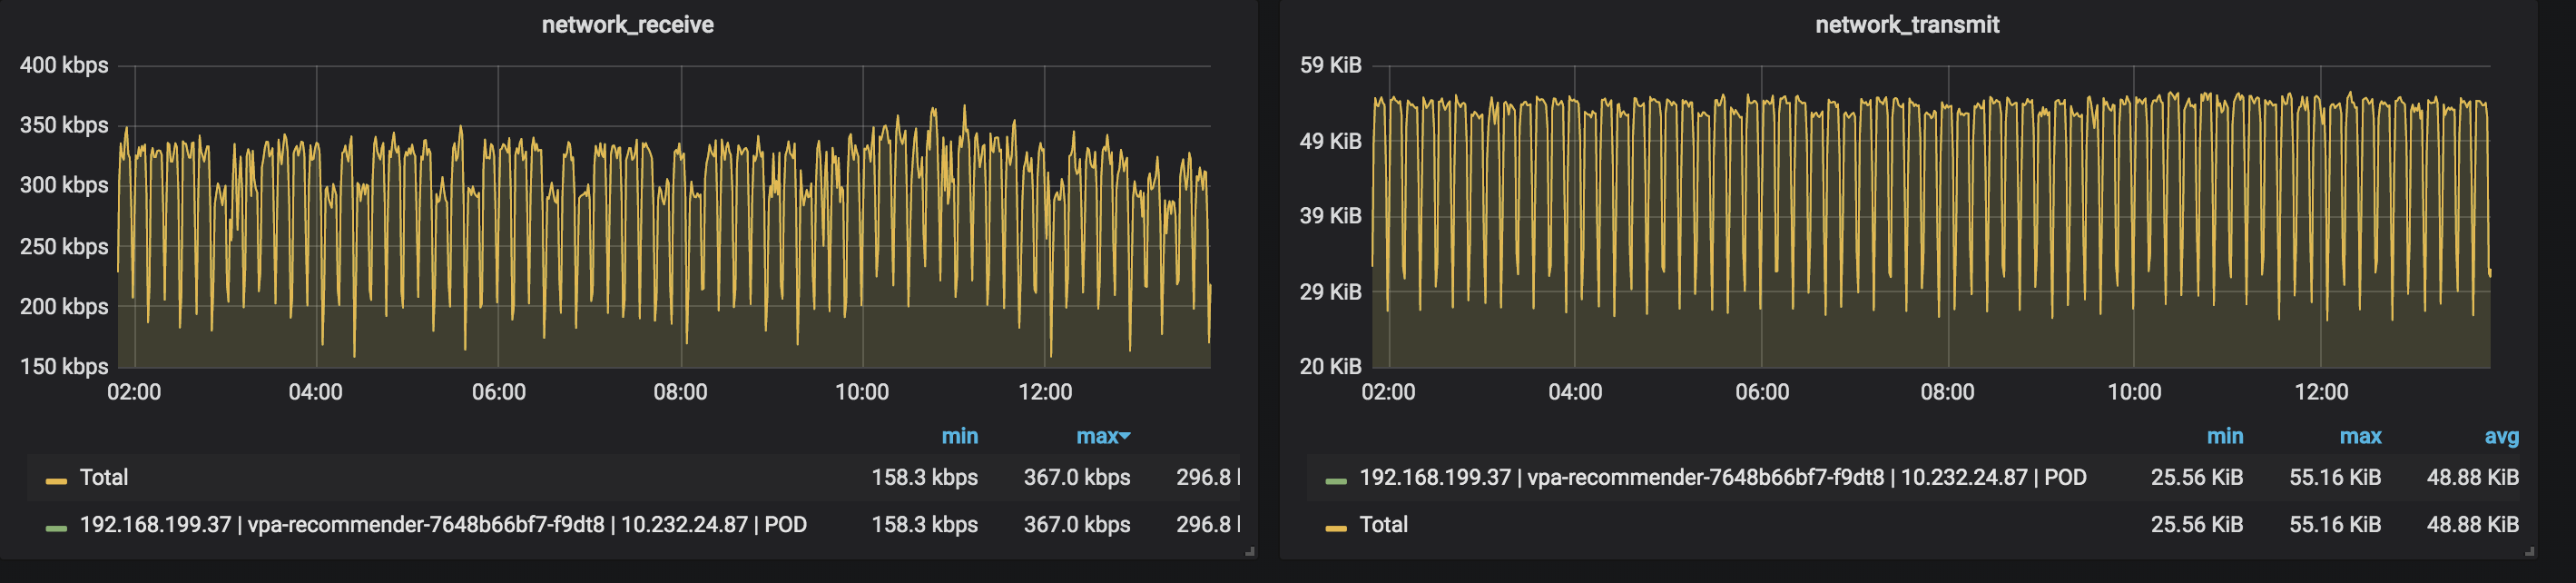 network_receive
400 kbps
350 kbps
300 kbps
250 kbps
200 kbps
150 kbps
02:00 04:00 06:00 08:00 10:00 12:00
min max avg
Total 158.3 kbps 367.0 kbps 296.8
192.168.199.37 | vpa-recommender-7648b66bf7-f9dt8 | 10.232.24.87 | POD 158.3 kbps 367.0 kbps 296.8
network_transmit
59 KiB
49 KiB
39 KiB
29 KiB
20 KiB
02:00 04:00 06:00 08:00 10:00 12:00
min max avg
192.168.199.37 | vpa-recommender-7648b66bf7-f9dt8 | 10.232.24.87 | POD 25.56 KiB 55.16 KiB 48.88 KiB
Total 25.56 KiB 55.16 KiB 48.88 KiB